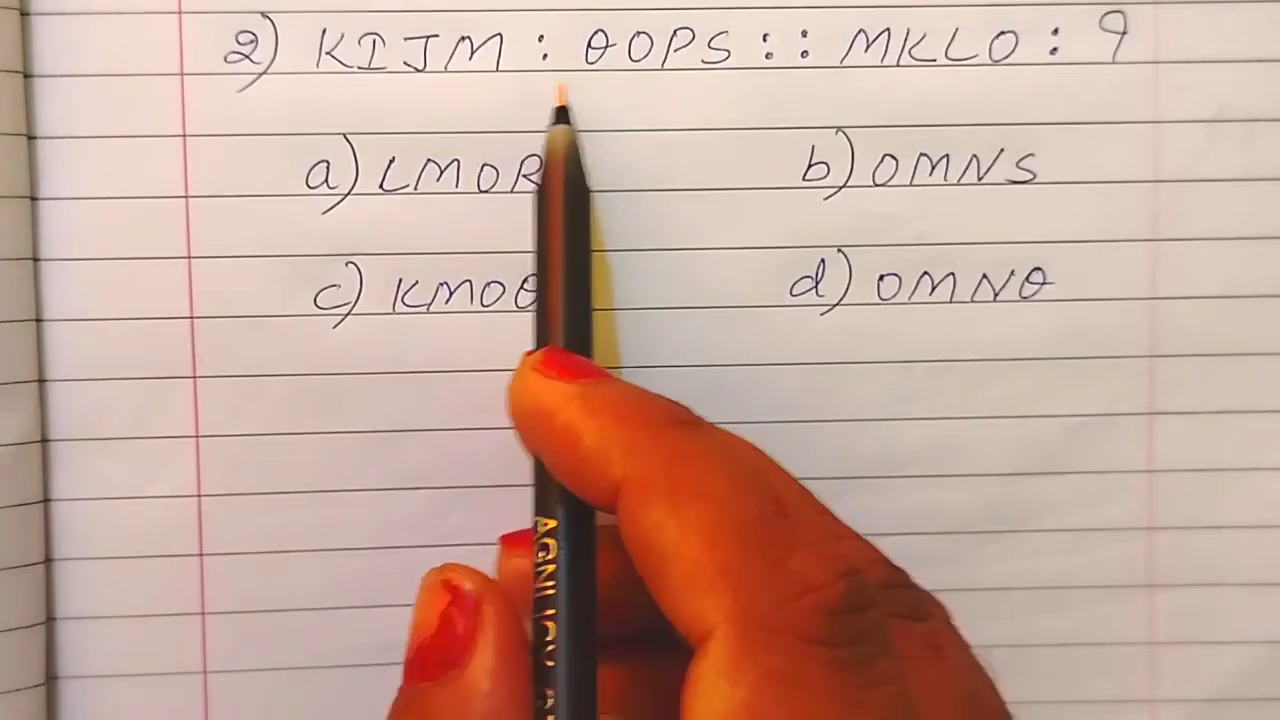 2) KIJM : QOPS :: MKLO : ?
a) LMOR b) OMNS
c) KMOQ d) OMNQ